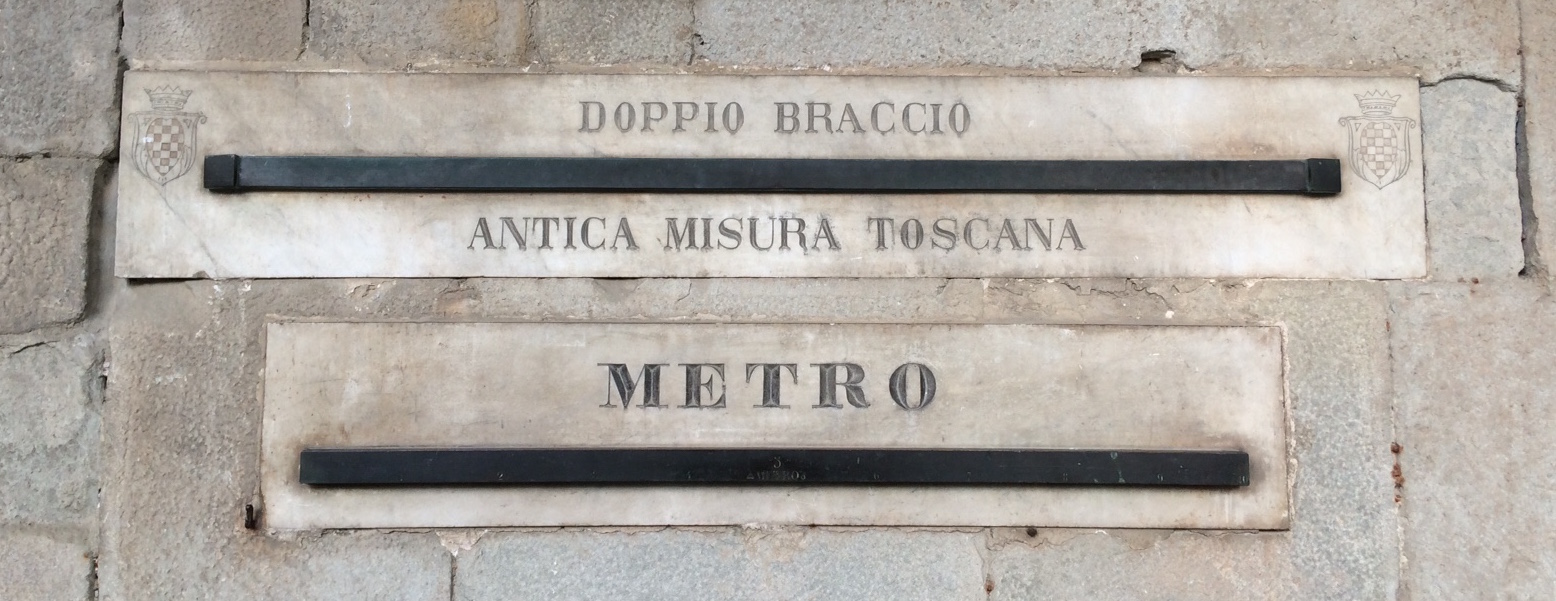 DOPPIO BRACCIO
ANTICA MISURA TOSCANA
METRO